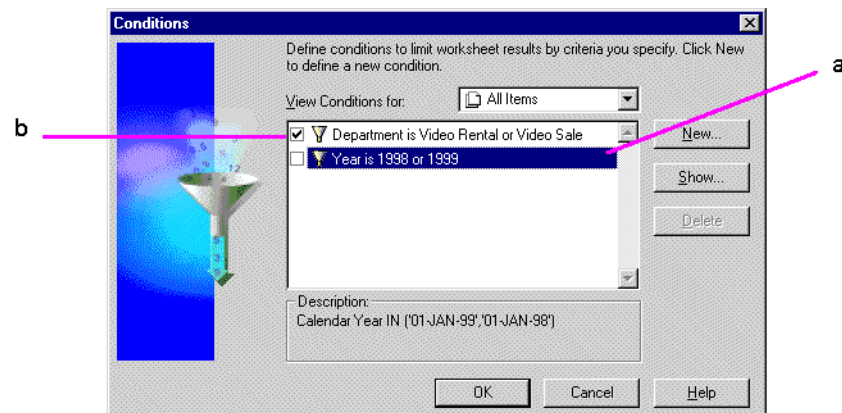 Conditions
Define conditions to limit worksheet results by criteria you specify. Click New
to define a new condition.
View Conditions for:
All Items
a
b
Department is Video Rental or Video Sale
New...
Year is 1998 or 1999
Show...
Delete
Description:
Calendar Year IN ('01-JAN-99','01-JAN-98')
OK
Cancel
Help